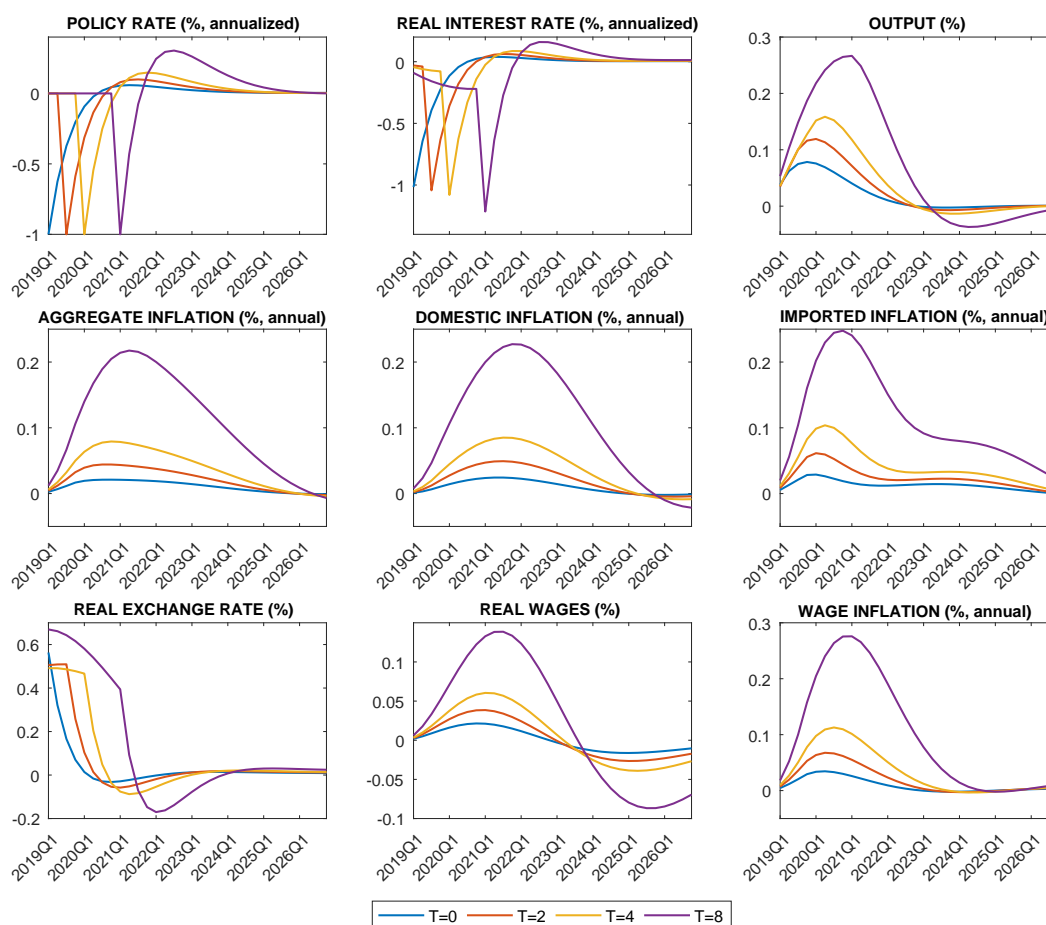 POLICY RATE (%, annualized)
REAL INTEREST RATE (%, annualized)
OUTPUT (%)
0
-0.5
-1
2019Q1
2020Q1
2021Q1
2022Q1
2023Q1
2024Q1
2025Q1
2026Q1
0
-0.5
-1
2019Q1
2020Q1
2021Q1
2022Q1
2023Q1
2024Q1
2025Q1
2026Q1
0.3
0.2
0.1
0
2019Q1
2020Q1
2021Q1
2022Q1
2023Q1
2024Q1
2025Q1
2026Q1
AGGREGATE INFLATION (%, annual)
DOMESTIC INFLATION (%, annual)
IMPORTED INFLATION (%, annual)
0.2
0.1
0
2019Q1
2020Q1
2021Q1
2022Q1
2023Q1
2024Q1
2025Q1
2026Q1
0.2
0.1
0
2019Q1
2020Q1
2021Q1
2022Q1
2023Q1
2024Q1
2025Q1
2026Q1
0.2
0.1
0
2019Q1
2020Q1
2021Q1
2022Q1
2023Q1
2024Q1
2025Q1
2026Q1
REAL EXCHANGE RATE (%)
REAL WAGES (%)
WAGE INFLATION (%, annual)
0.6
0.4
0.2
0
-0.2
2019Q1
2020Q1
2021Q1
2022Q1
2023Q1
2024Q1
2025Q1
2026Q1
0.1
0.05
0
-0.05
-0.1
2019Q1
2020Q1
2021Q1
2022Q1
2023Q1
2024Q1
2025Q1
2026Q1
0.3
0.2
0.1
0
2019Q1
2020Q1
2021Q1
2022Q1
2023Q1
2024Q1
2025Q1
2026Q1
T=0 T=2 T=4 T=8